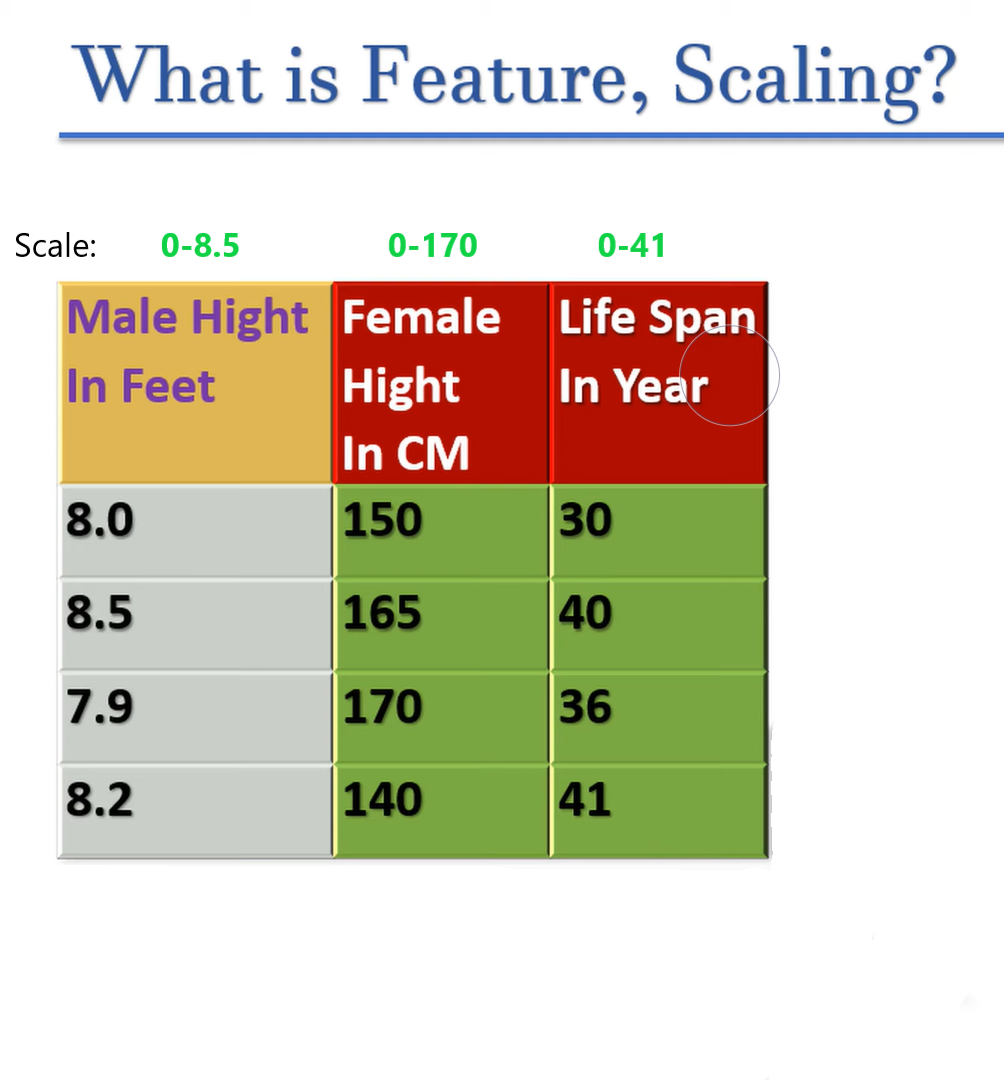 What is Feature, Scaling?
Scale: 0-8.5 0-170 0-41
Male Hight In Feet
Female Hight In CM
Life Span In Year
8.0 150 30
8.5 165 40
7.9 170 36
8.2 140 41